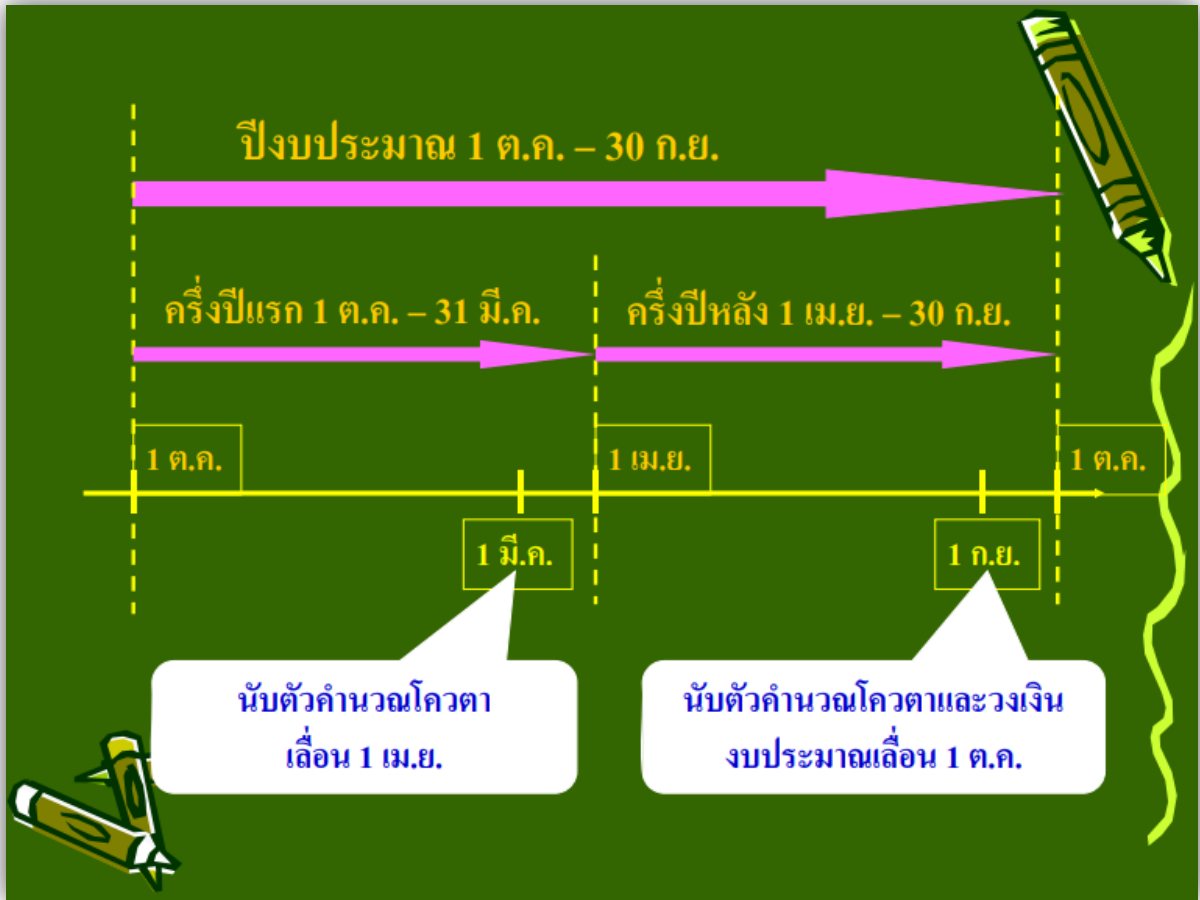 ปีงบประมาณ 1 ต.ค. – 30 ก.ย.
ครึ่งปีแรก 1 ต.ค. – 31 มี.ค.
ครึ่งปีหลัง 1 เม.ย. – 30 ก.ย.
1 ต.ค.
1 เม.ย.
1 ต.ค.
1 มี.ค.
1 ก.ย.
นับตัวคำนวณโควตา
เลื่อน 1 เม.ย.
นับตัวคำนวณโควตาและวงเงิน
งบประมาณเลื่อน 1 ต.ค.